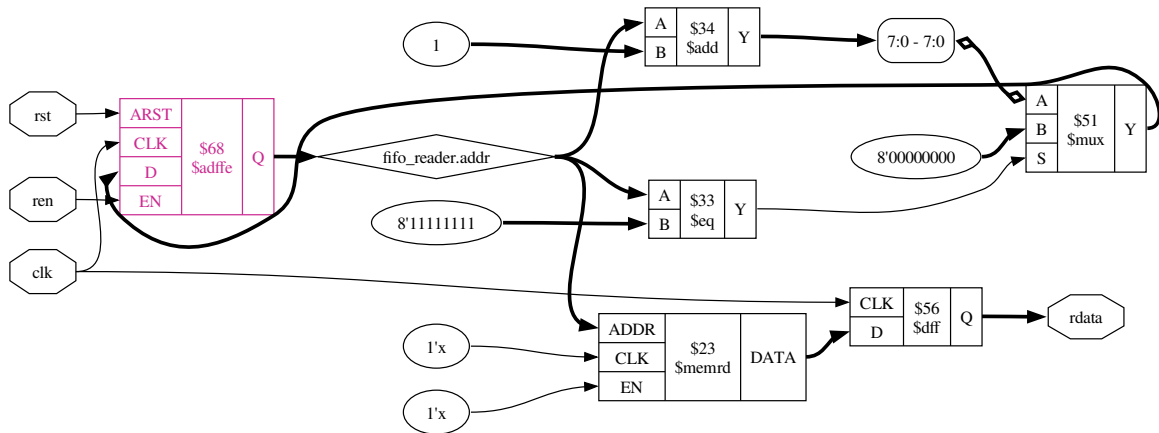 rst
ren
clk
ARST
CLK
D
EN
$68
$adffe
Q
1
fifo_reader.addr
8'11111111
1'x
1'x
A
B
$34
$add
Y
A
B
$33
$eq
Y
ADDR
CLK
EN
$23
$memrd
DATA
7:0 - 7:0
8'00000000
CLK
D
$56
$dff
Q
A
B
S
$51
$mux
Y
rdata